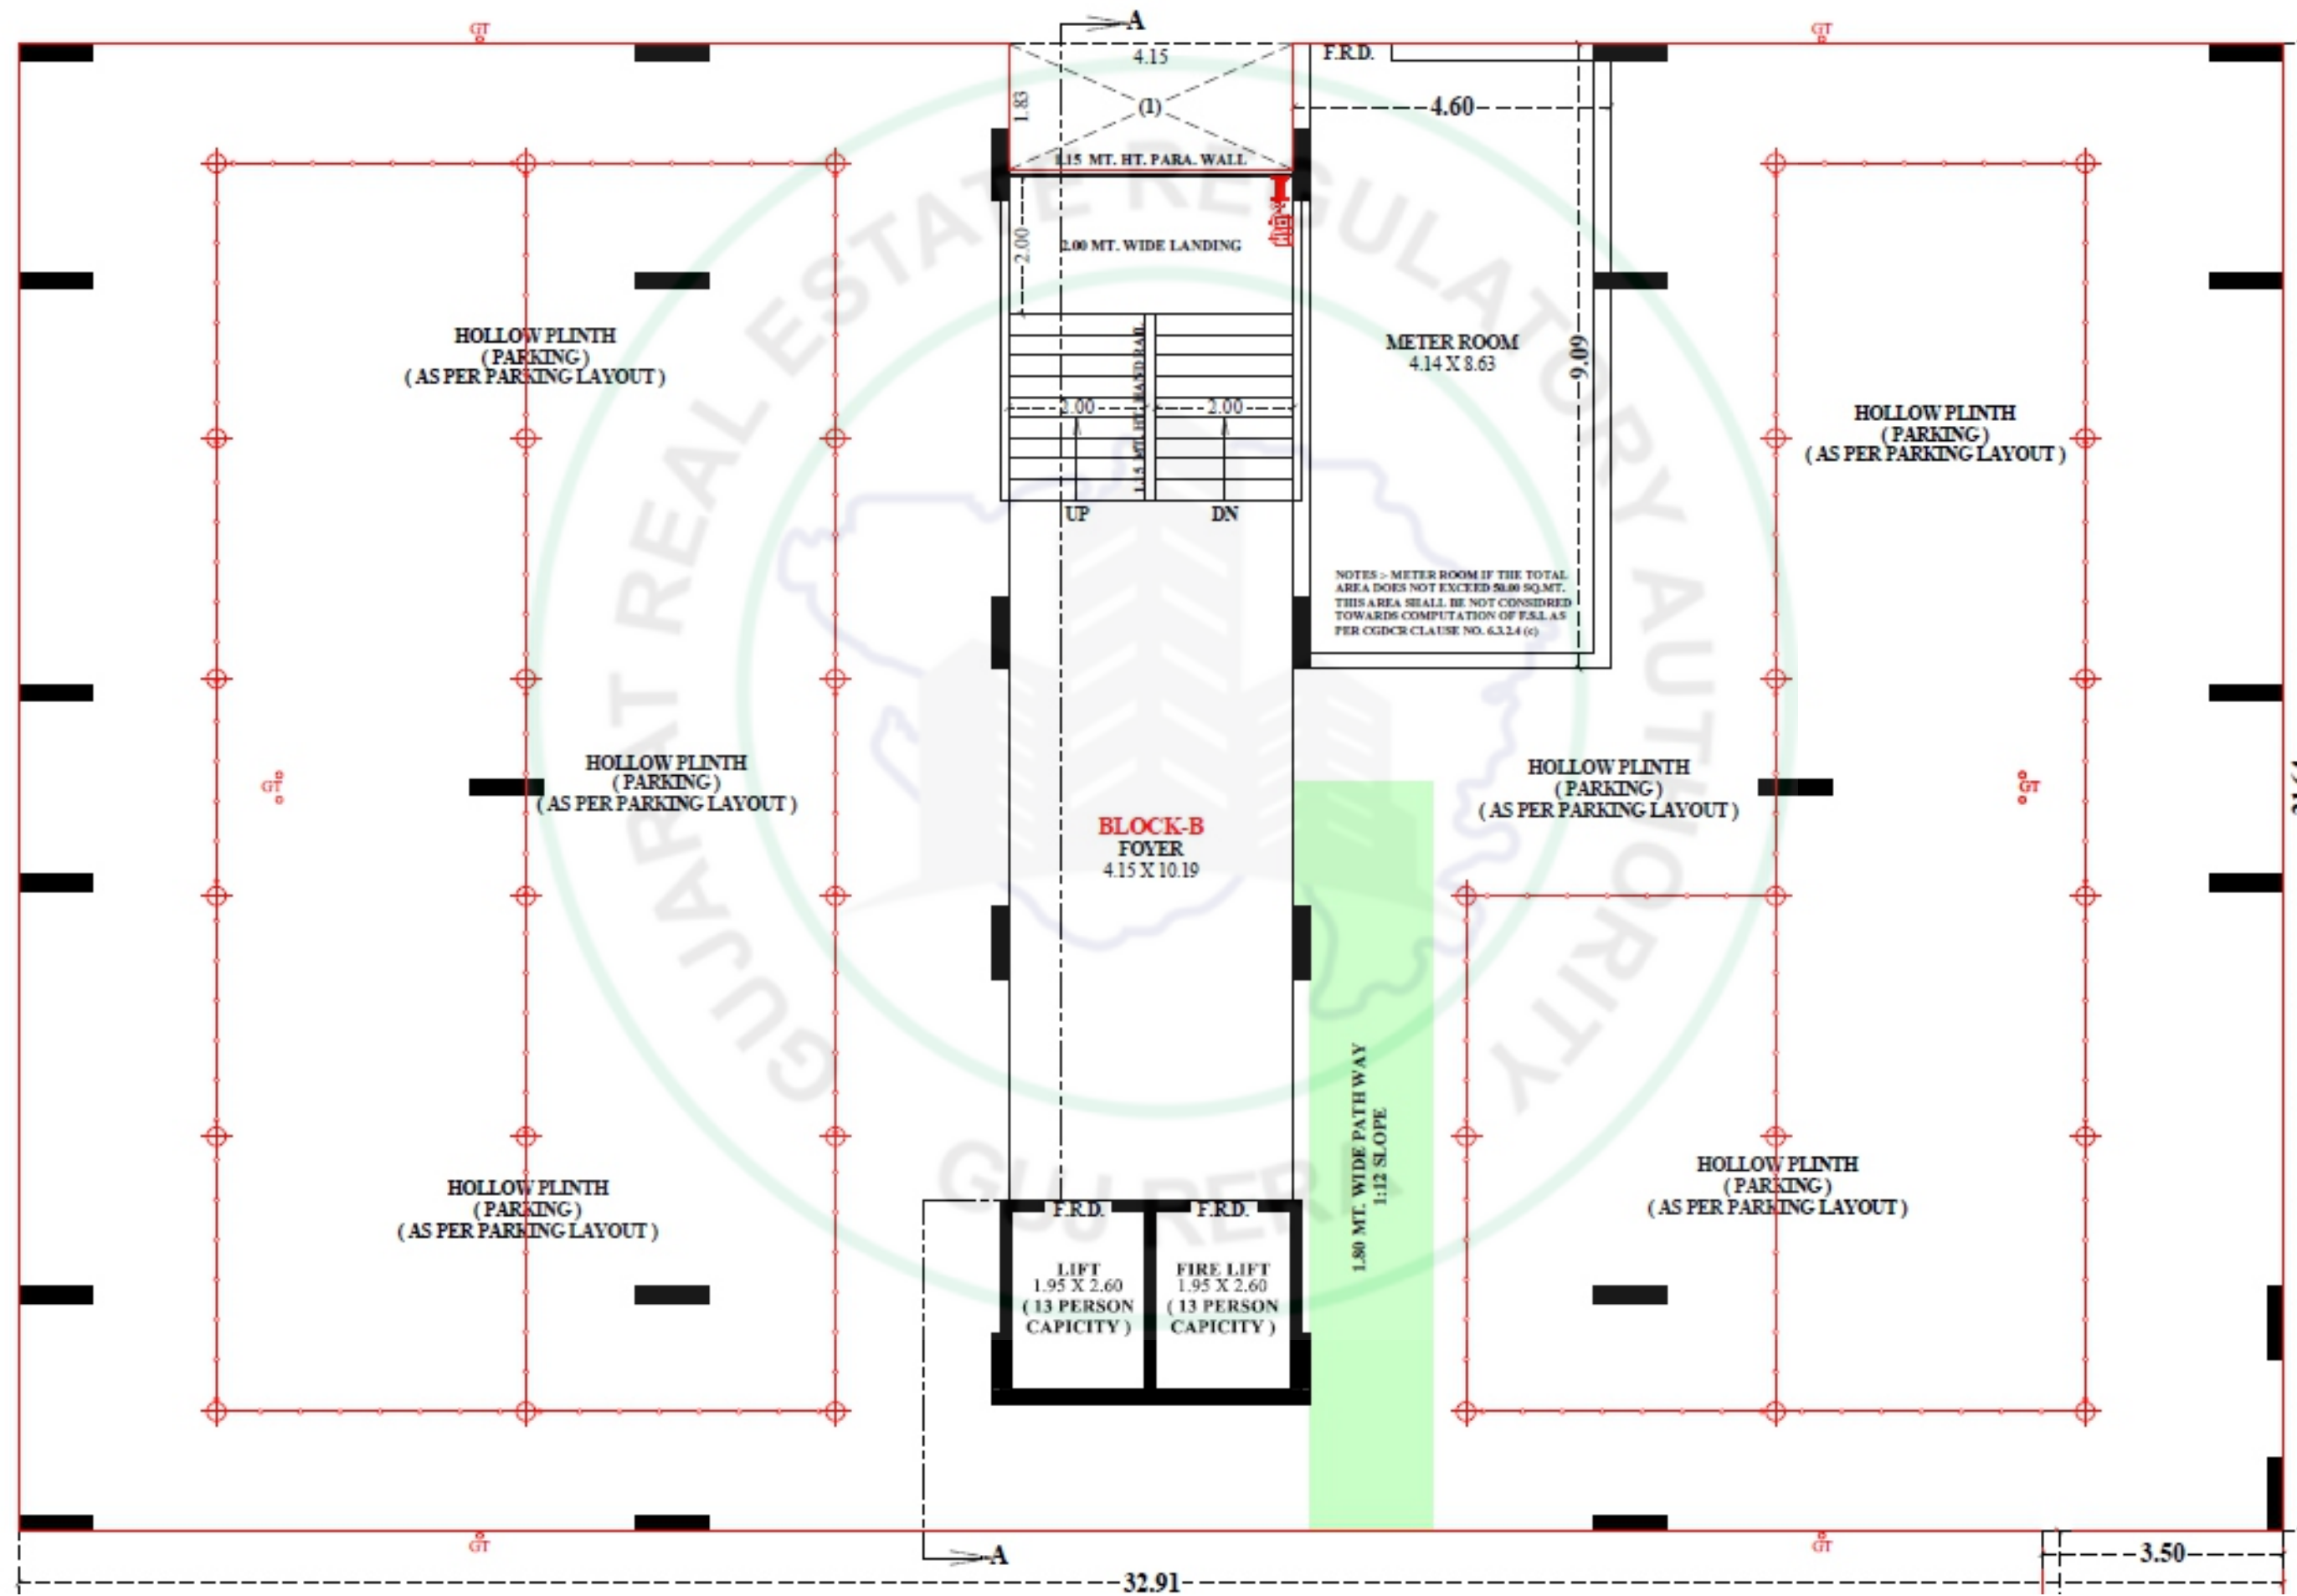 GT
A
GT
4.15
1.83
(1)
1.15 MT. HT. PARA. WALL
F.R.D.
4.60
2.00
2.00 MT. WIDE LANDING
HOLLOW PLINTH
( PARKING )
( AS PER PARKING LAYOUT )
1.15 MT. HT. HAND RAIL
2.00
2.00
UP
DN
METER ROOM
4.14 X 8.63
9.09
HOLLOW PLINTH
( PARKING )
( AS PER PARKING LAYOUT )
NOTES :- METER ROOM IF THE TOTAL
AREA DOES NOT EXCEED 50.00 SQ.MT.
THIS AREA SHALL BE NOT CONSIDRED
TOWARDS COMPUTATION OF F.S.I. AS
PER CGDCR CLAUSE NO. 6.3.2.4 (c)
GT
HOLLOW PLINTH
( PARKING )
( AS PER PARKING LAYOUT )
BLOCK-B
FOYER
4.15 X 10.19
HOLLOW PLINTH
( PARKING )
( AS PER PARKING LAYOUT )
GT
HOLLOW PLINTH
( PARKING )
( AS PER PARKING LAYOUT )
1.80 MT. WIDE PATH WAY
1:12 SLOPE
HOLLOW PLINTH
( PARKING )
( AS PER PARKING LAYOUT )
F.R.D.
F.R.D.
LIFT
1.95 X 2.60
( 13 PERSON
CAPICITY )
FIRE LIFT
1.95 X 2.60
( 13 PERSON
CAPICITY )
GT
A
GT
3.50
32.91
GUJARAT REAL ESTATE REGULATORY AUTHORITY
GUJ RERA